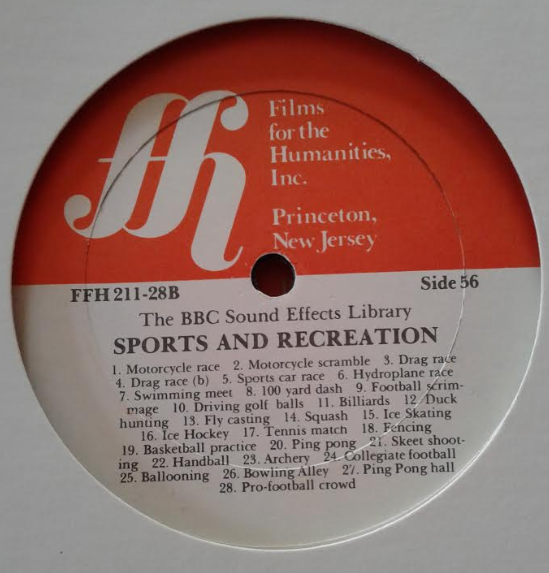 ffh
Films
for the
Humanities,
Inc.
Princeton,
New Jersey
FFH 211-28B
Side 56
The BBC Sound Effects Library
SPORTS AND RECREATION
1. Motorcycle race 2. Motorcycle scramble 3. Drag race
4. Drag race (b) 5. Sports car race 6. Hydroplane race
7. Swimming meet 8. 100 yard dash 9. Football scrim-
mage 10. Driving golf balls 11. Billiards 12. Duck
hunting 13. Fly casting 14. Squash 15. Ice Skating
16. Ice Hockey 17. Tennis match 18. Fencing
19. Basketball practice 20. Ping pong 21. Skeet shoot-
ing 22. Handball 23. Archery 24. Collegiate football
25. Ballooning 26. Bowling Alley 27. Ping Pong hall
28. Pro-football crowd